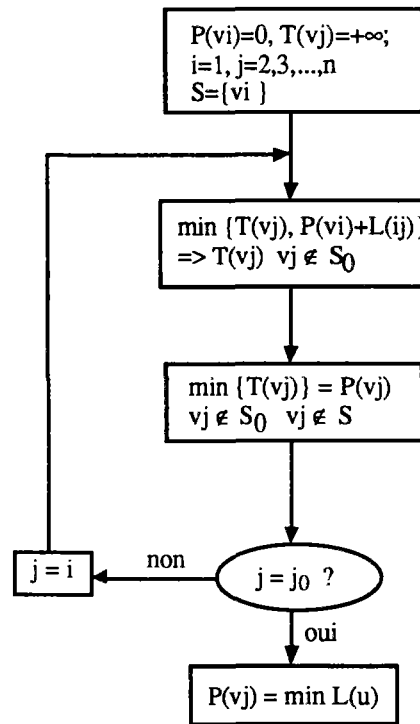 P(vi)=0, T(vj)=+∞;
i=1, j=2,3,...,n
S={vi }
min {T(vj), P(vi)+L(ij)}
=> T(vj) vj ∉ S₀
min {T(vj)} = P(vj)
vj ∉ S₀ vj ∉ S
j = i
non
j = j₀ ?
oui
P(vj) = min L(u)